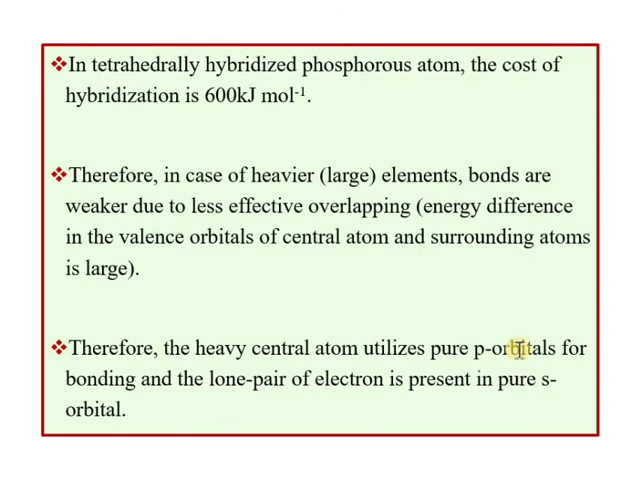 ❖In tetrahedrally hybridized phosphorous atom, the cost of
hybridization is 600kJ mol⁻¹.
❖Therefore, in case of heavier (large) elements, bonds are
weaker due to less effective overlapping (energy difference
in the valence orbitals of central atom and surrounding atoms
is large).
❖Therefore, the heavy central atom utilizes pure p-orbitals for
bonding and the lone-pair of electron is present in pure s-
orbital.